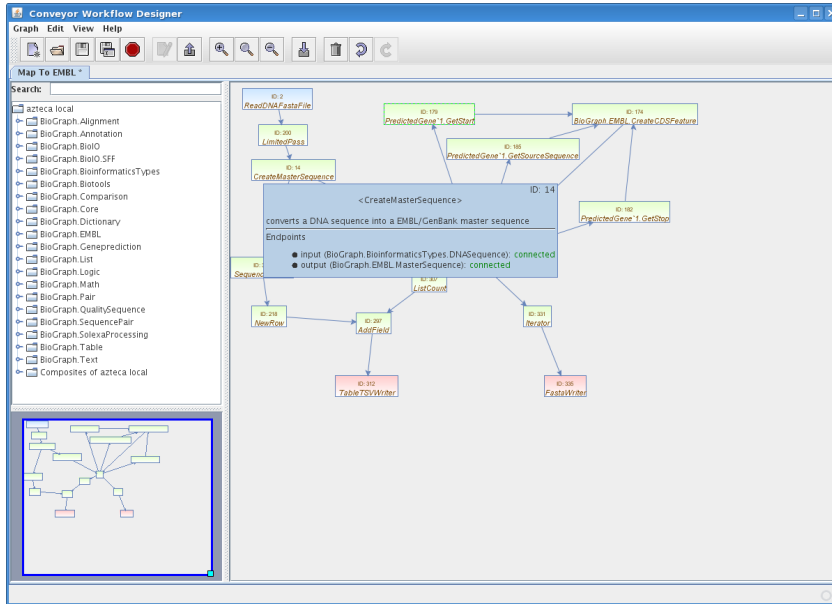 Conveyor Workflow Designer
Graph Edit View Help
Map To EMBL *
Search:
azteca local
BioGraph.Alignment
BioGraph.Annotation
BioGraph.BioIO
BioGraph.BioIO.SFF
BioGraph.BioinformaticsTypes
BioGraph.Biotools
BioGraph.Comparison
BioGraph.Core
BioGraph.Dictionary
BioGraph.EMBL
BioGraph.Geneprediction
BioGraph.List
BioGraph.Logic
BioGraph.Math
BioGraph.Pair
BioGraph.QualitySequence
BioGraph.SequencePair
BioGraph.SolexaProcessing
BioGraph.Table
BioGraph.Text
Composites of azteca local
ID: 2
ReadDNAFastaFile
ID: 200
LimitedPass
ID: 14
CreateMasterSequence
ID: 179
PredictedGene`1.GetStart
ID: 174
BioGraph.EMBL.CreateCDSFeature
ID: 185
PredictedGene`1.GetSourceSequence
ID: 182
PredictedGene`1.GetStop
ID: 14
<CreateMasterSequence>
converts a DNA sequence into a EMBL/GenBank master sequence
Endpoints
● input (BioGraph.BioinformaticsTypes.DNASequence): connected
● output (BioGraph.EMBL.MasterSequence): connected
ListCount
ID: 218
NewRow
ID: 297
AddField
ID: 331
Iterator
ID: 312
TableTSVWriter
FastaWriter